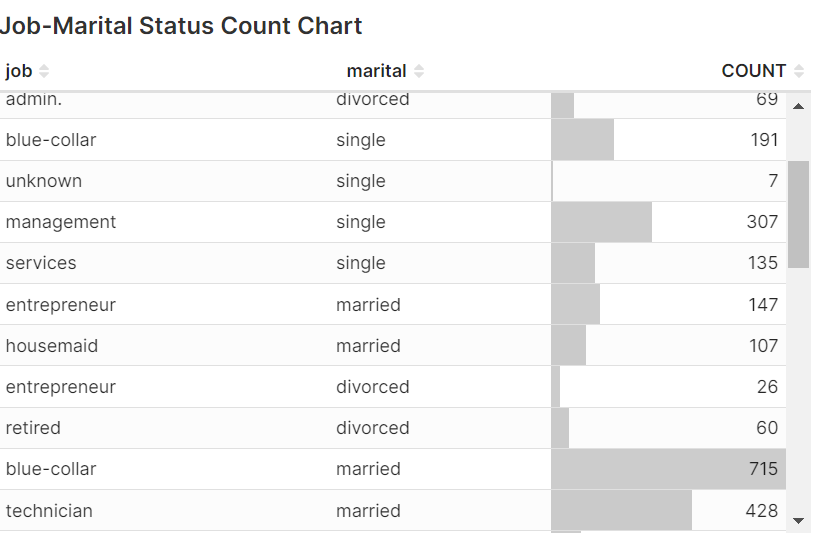 Job-Marital Status Count Chart
job marital COUNT
admin. divorced 69
blue-collar single 191
unknown single 7
management single 307
services single 135
entrepreneur married 147
housemaid married 107
entrepreneur divorced 26
retired divorced 60
blue-collar married 715
technician married 428